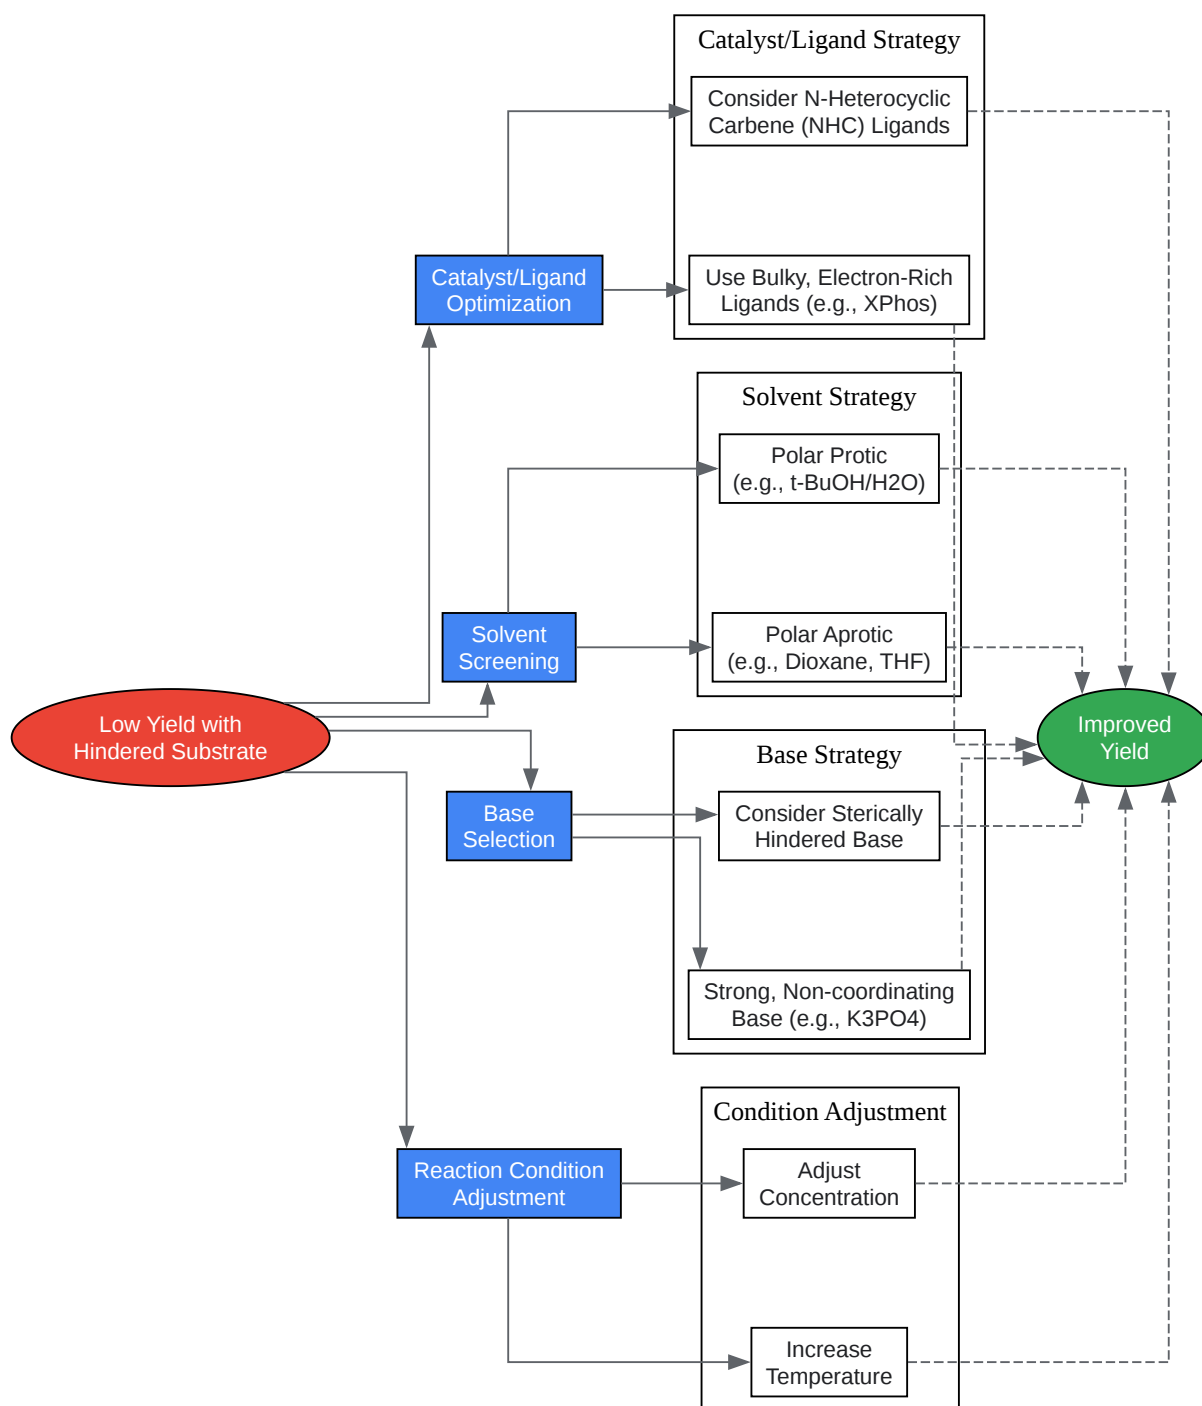 Catalyst/Ligand Strategy
Consider N-Heterocyclic
Carbene (NHC) Ligands
Catalyst/Ligand
Optimization
Use Bulky, Electron-Rich
Ligands (e.g., XPhos)
Solvent Strategy
Polar Protic
(e.g., t-BuOH/H2O)
Solvent
Screening
Polar Aprotic
(e.g., Dioxane, THF)
Low Yield with
Hindered Substrate
Improved
Yield
Base Strategy
Base
Selection
Consider Sterically
Hindered Base
Strong, Non-coordinating
Base (e.g., K3PO4)
Condition Adjustment
Reaction Condition
Adjustment
Adjust
Concentration
Increase
Temperature